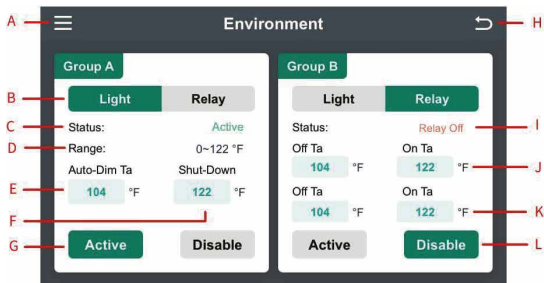 A
Environment
H
Group A
Group B
B
Light
Relay
Light
Relay
C
Status:
Active
Status:
Relay Off
I
D
Range:
0~122 °F
Off Ta
On Ta
Auto-Dim Ta
Shut-Down
104
°F
122
°F
J
E
104
°F
122
°F
Off Ta
On Ta
F
104
°F
122
°F
K
G
Active
Disable
Active
Disable
L